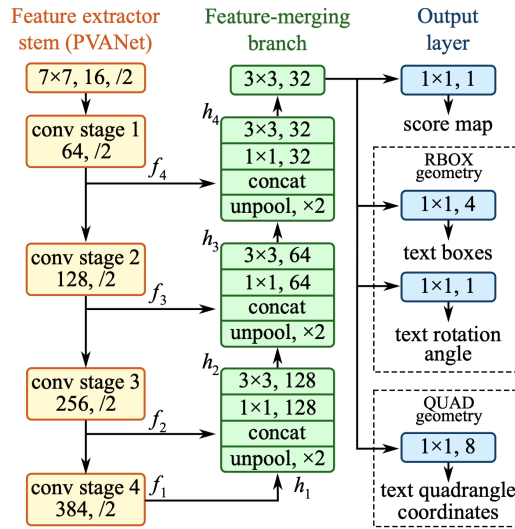 Feature extractor
stem (PVANet)
7×7, 16, /2
conv stage 1
64, /2
f4
conv stage 2
128, /2
f3
conv stage 3
256, /2
f2
conv stage 4
384, /2
f1
Feature-merging
branch
3×3, 32
h4
3×3, 32
1×1, 32
concat
unpool, ×2
h3
3×3, 64
1×1, 64
concat
unpool, ×2
h2
3×3, 128
1×1, 128
concat
unpool, ×2
h1
Output
layer
1×1, 1
score map
RBOX
geometry
1×1, 4
text boxes
1×1, 1
text rotation
angle
QUAD
geometry
1×1, 8
text quadrangle
coordinates